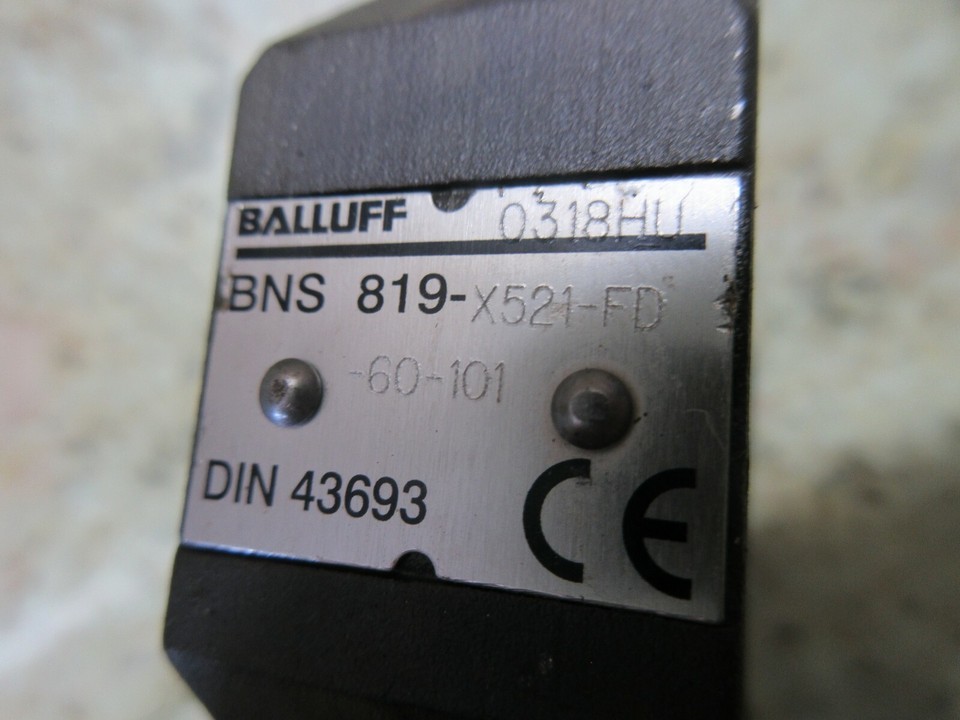 BALLUFF 0318HU
BNS 819-X521-FD
-60-101
DIN 43693
CE